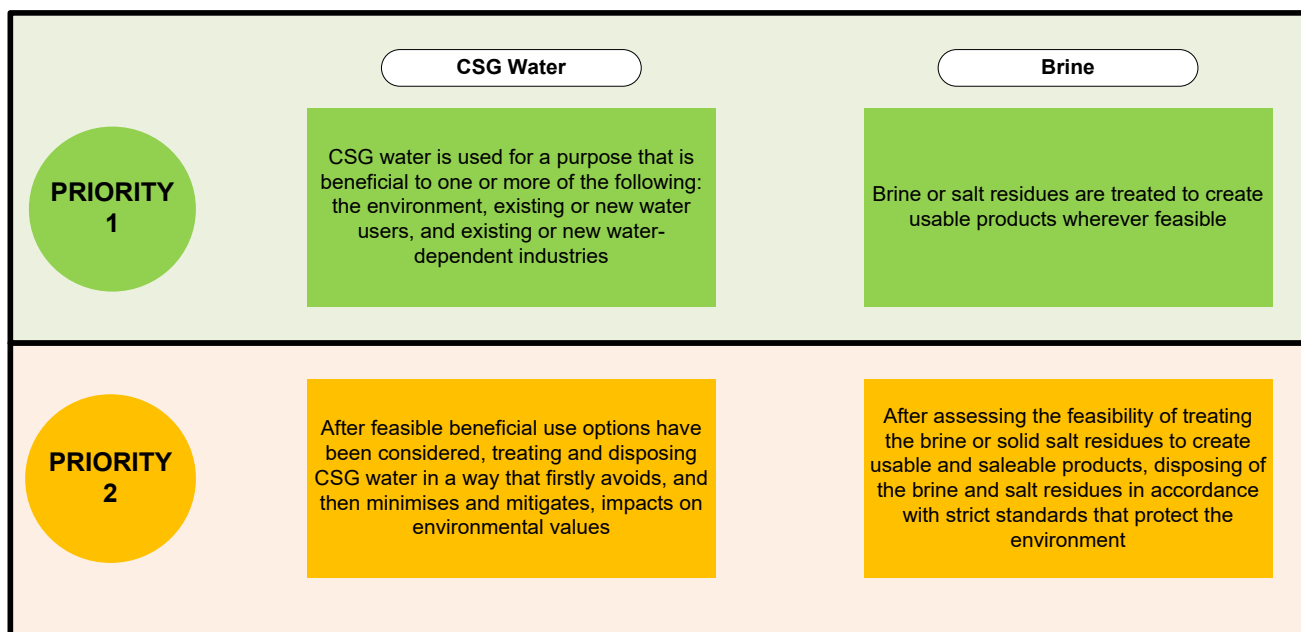 CSG Water
Brine
PRIORITY
1
CSG water is used for a purpose that is
beneficial to one or more of the following:
the environment, existing or new water
users, and existing or new water-
dependent industries
Brine or salt residues are treated to create
usable products wherever feasible
PRIORITY
2
After feasible beneficial use options have
been considered, treating and disposing
CSG water in a way that firstly avoids, and
then minimises and mitigates, impacts on
environmental values
After assessing the feasibility of treating
the brine or solid salt residues to create
usable and saleable products, disposing of
the brine and salt residues in accordance
with strict standards that protect the
environment